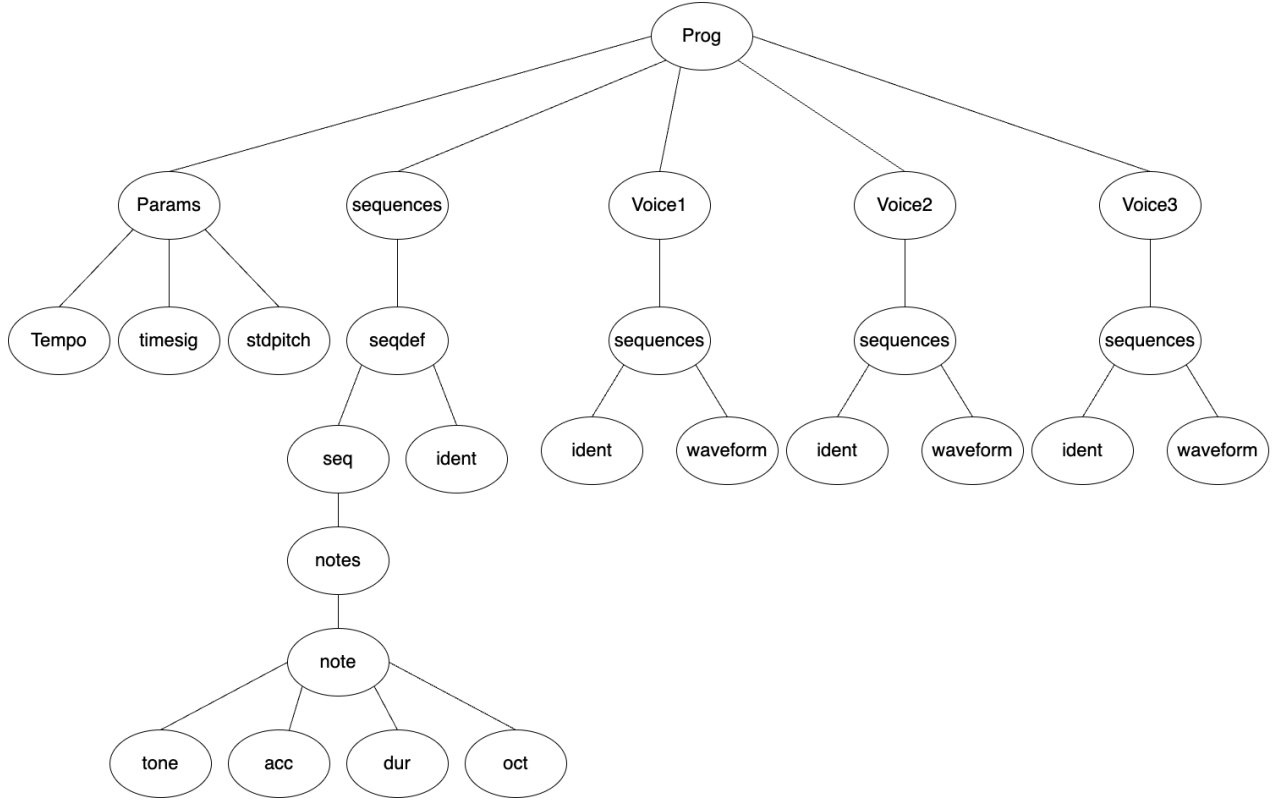 Prog
Params
sequences
Voice1
Voice2
Voice3
Tempo
timesig
stdpitch
seqdef
sequences
sequences
sequences
seq
ident
ident
waveform
ident
waveform
ident
waveform
notes
note
tone
acc
dur
oct